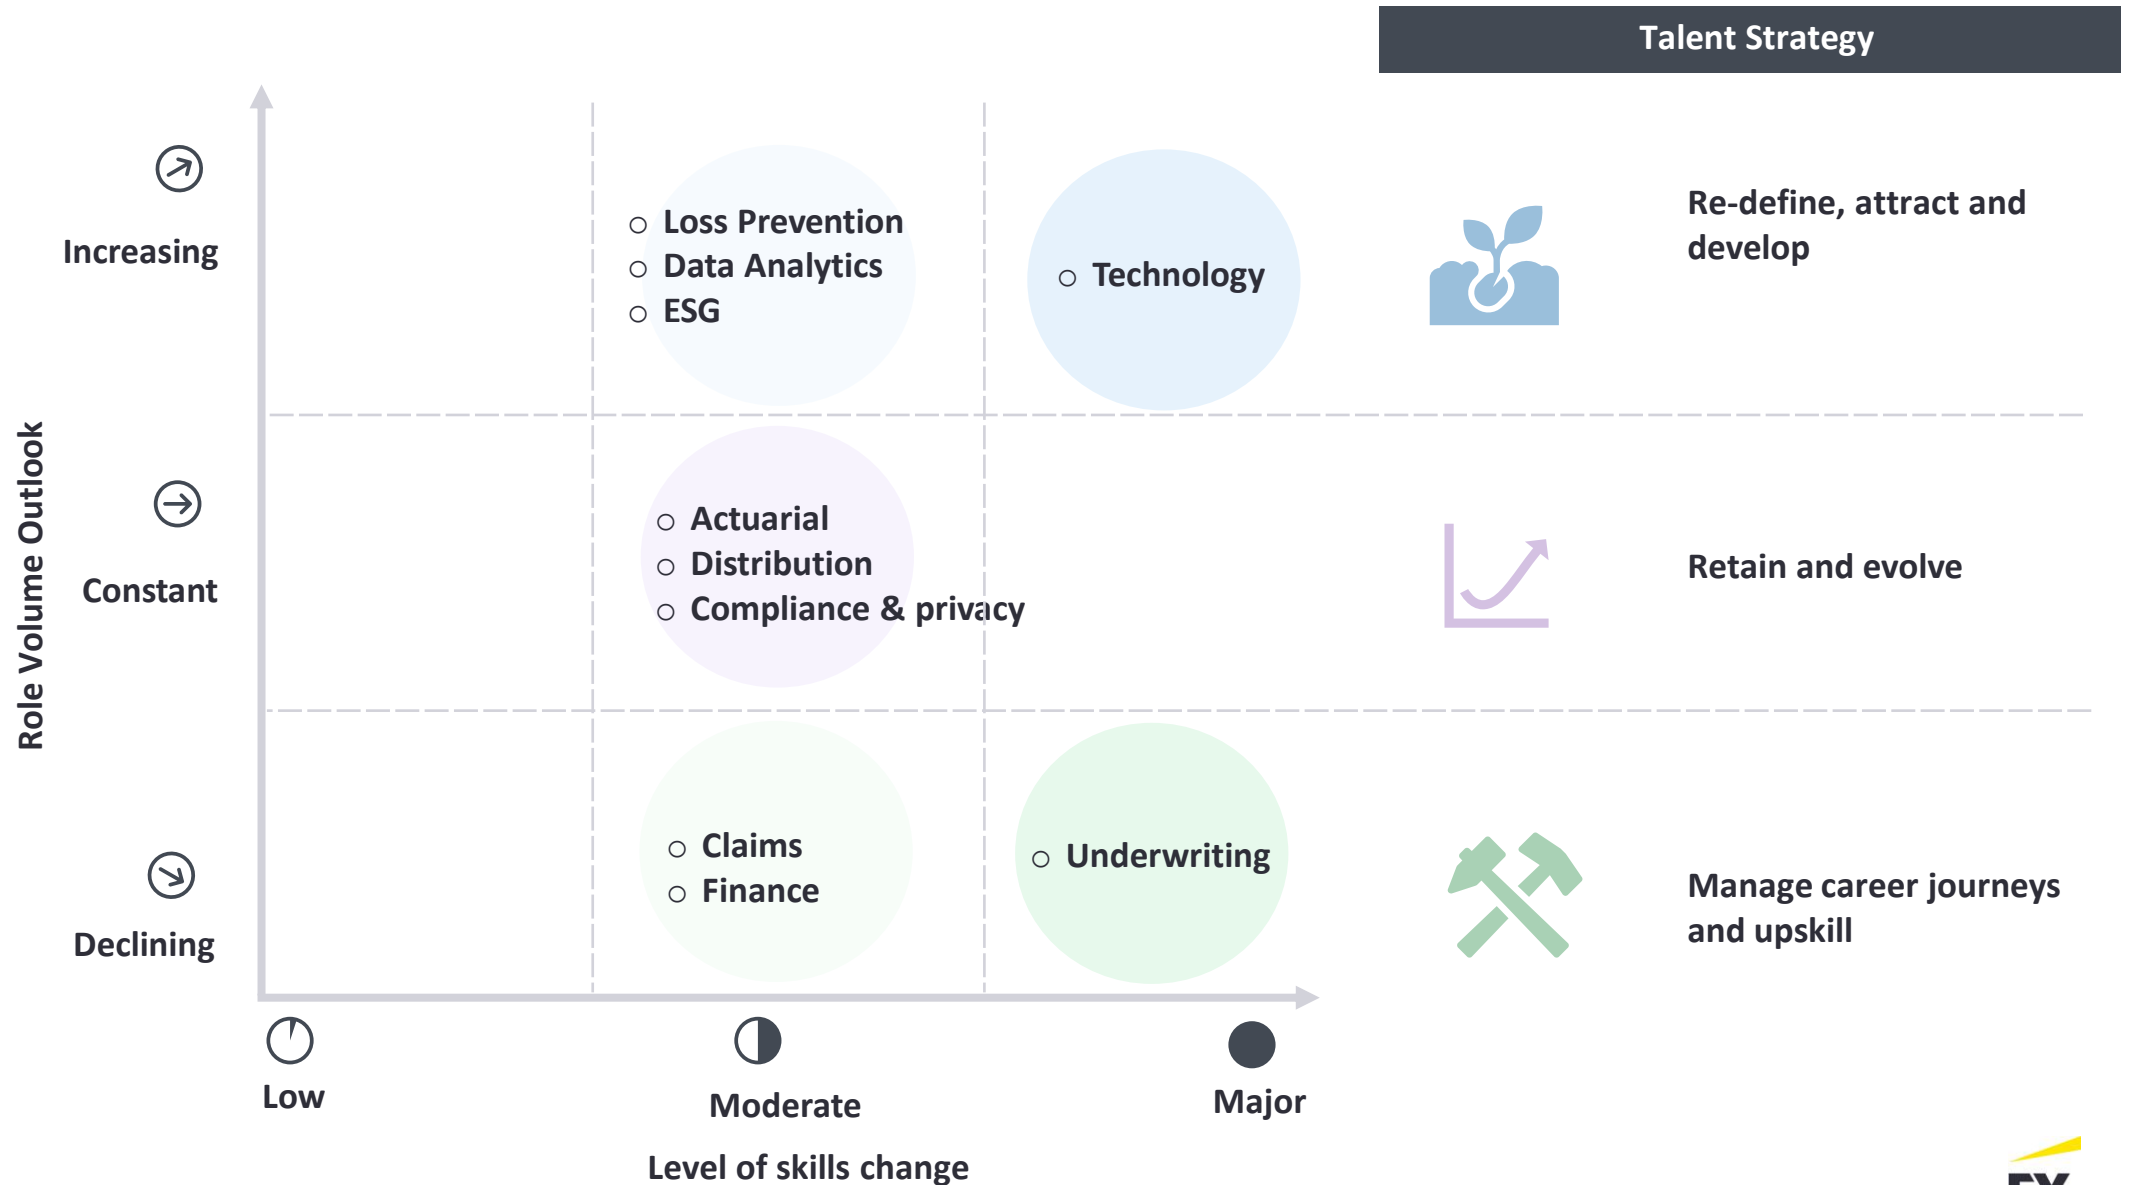 Talent Strategy
Increasing
Loss Prevention
Data Analytics
ESG
Technology
Re-define, attract and
develop
Role Volume Outlook
Constant
Actuarial
Distribution
Compliance & privacy
Retain and evolve
Declining
Claims
Finance
Underwriting
Manage career journeys
and upskill
Low
Moderate
Major
Level of skills change
EY